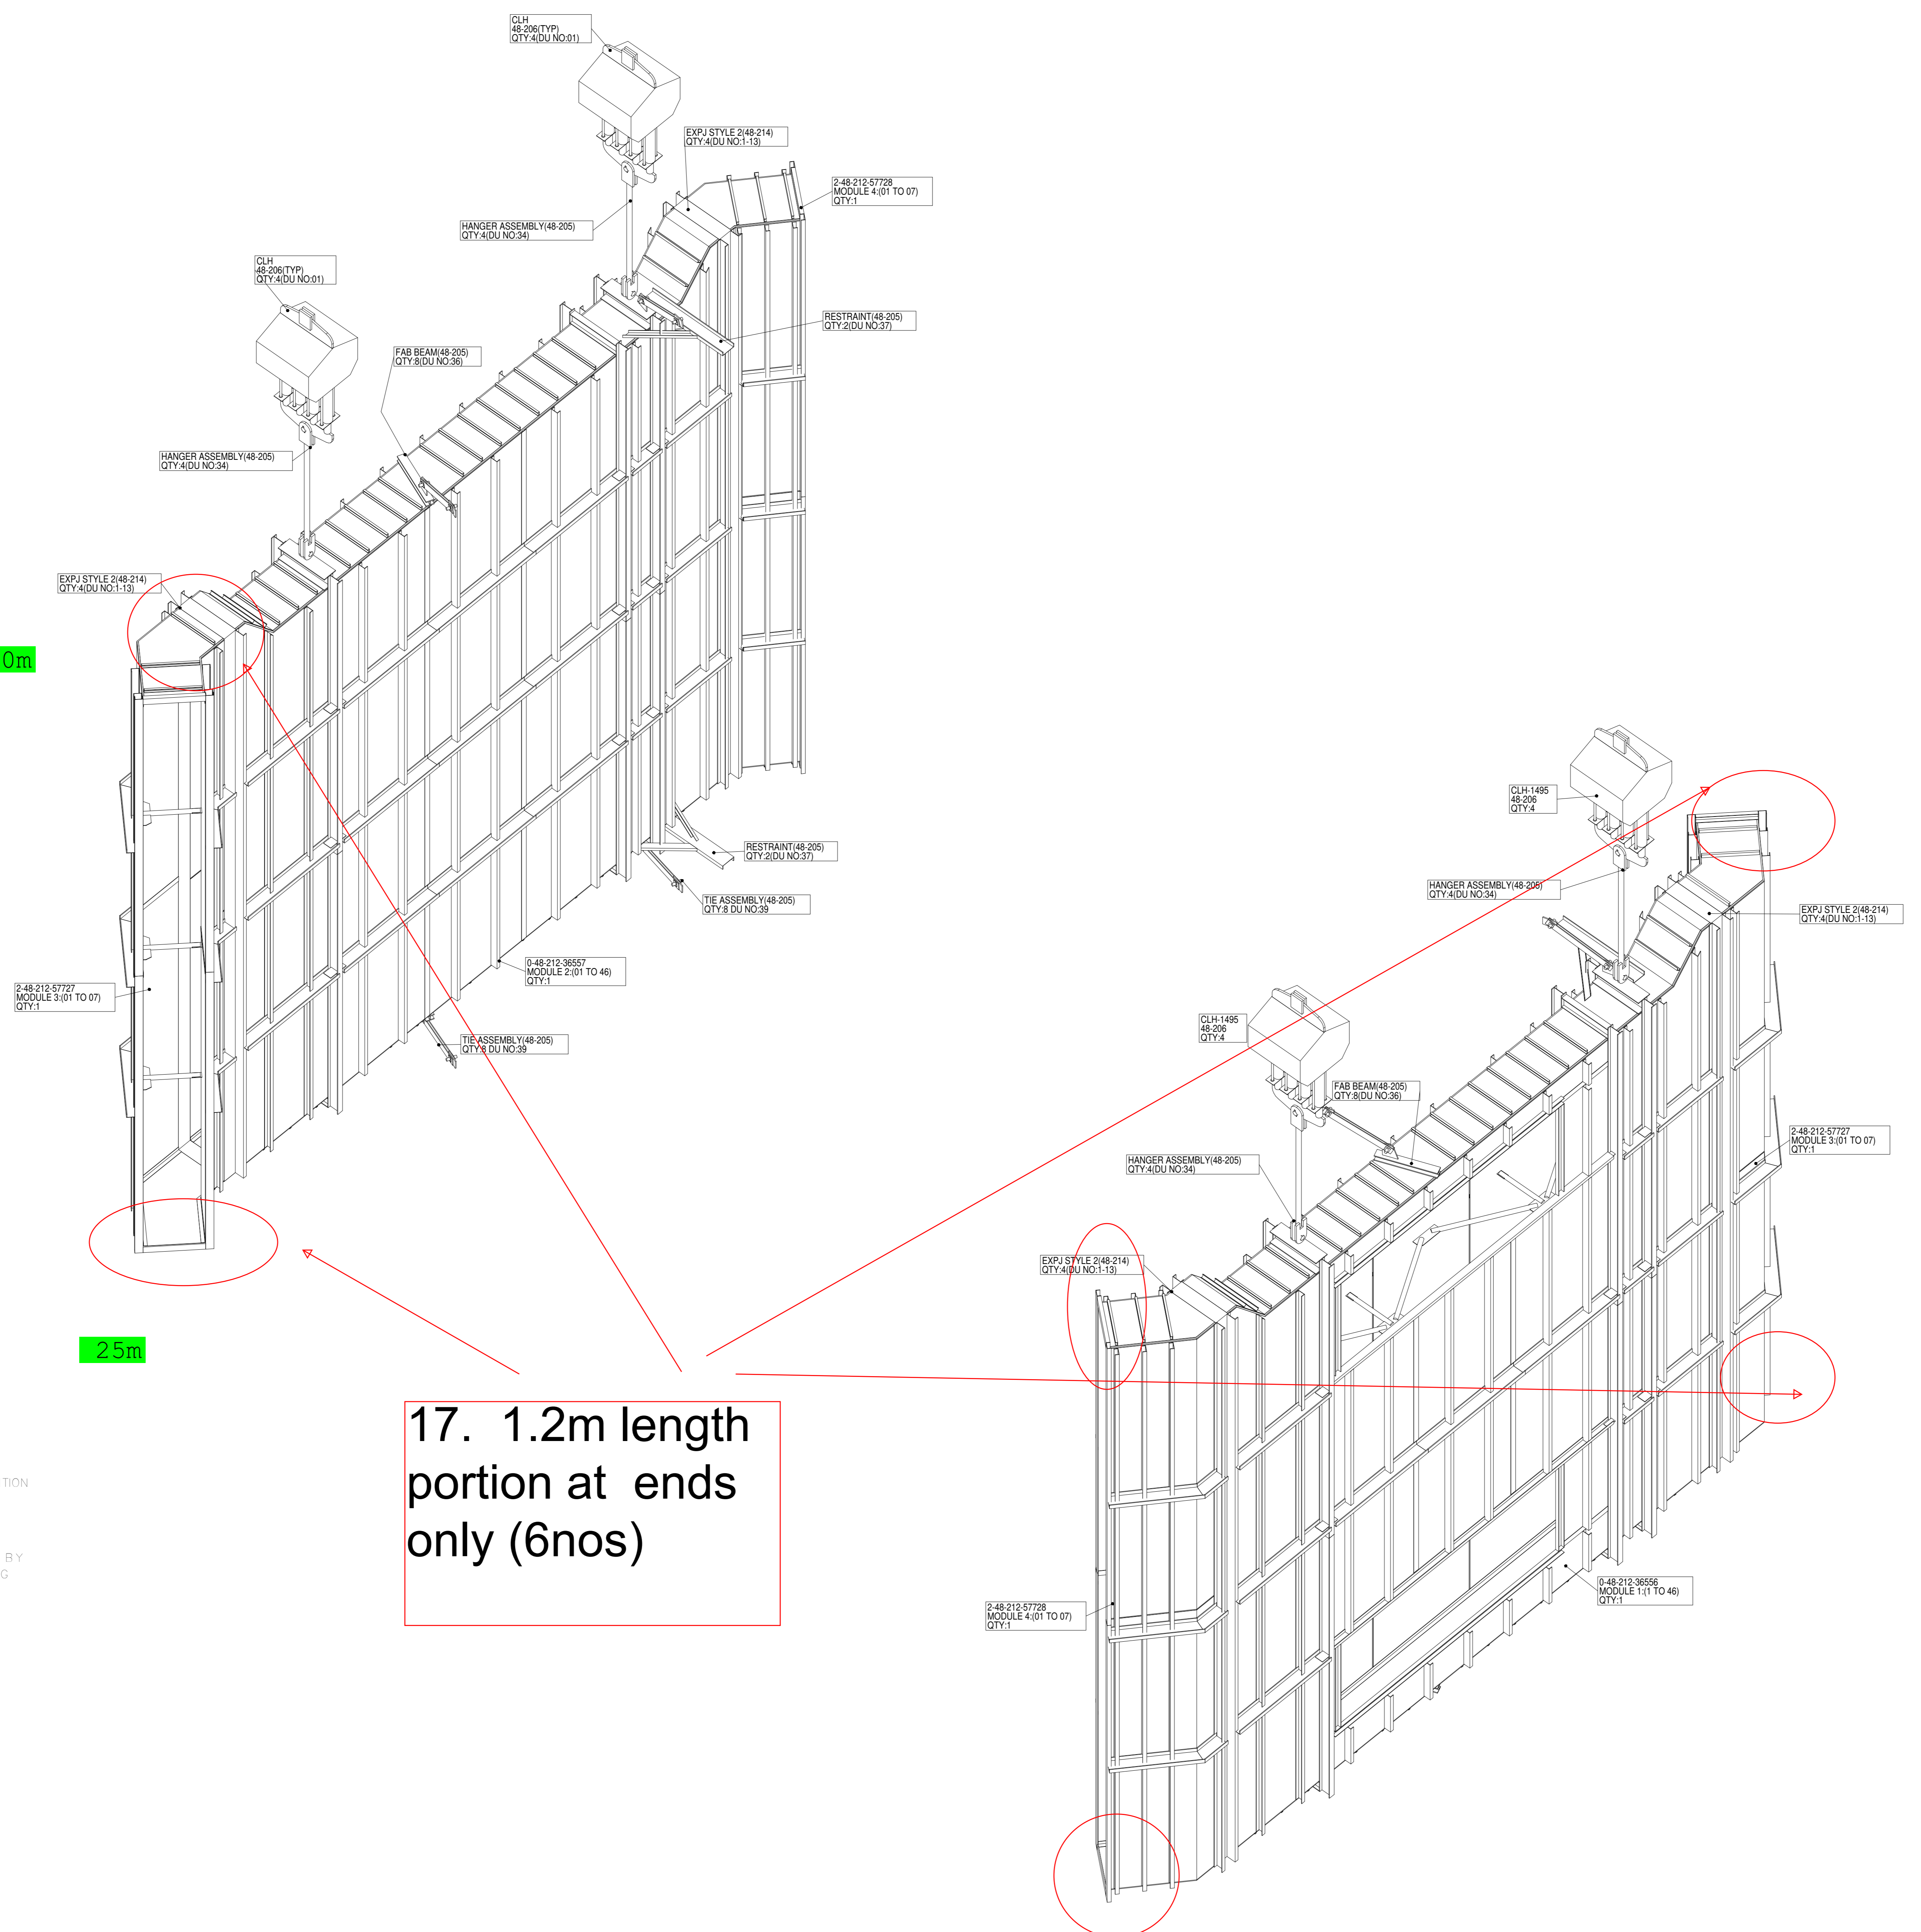 CLH
48-206(TYP)
QTY:4(DU NO:01)
EXPJ STYLE 2(48-214)
QTY:4(DU NO:1-13)
2-48-212-57728
MODULE 4:(01 TO 07)
QTY:1
HANGER ASSEMBLY(48-205)
QTY:4(DU NO:34)
CLH
48-206(TYP)
QTY:4(DU NO:01)
RESTRAINT(48-205)
QTY:2(DU NO:37)
FAB BEAM(48-205)
QTY:8(DU NO:36)
HANGER ASSEMBLY(48-205)
QTY:4(DU NO:34)
EXPJ STYLE 2(48-214)
QTY:4(DU NO:1-13)
0m
RESTRAINT(48-205)
QTY:2(DU NO:37)
TIE ASSEMBLY(48-205)
QTY:8 DU NO:39
0-48-212-36557
MODULE 2:(01 TO 46)
QTY:1
2-48-212-57727
MODULE 3:(01 TO 07)
QTY:1
TIE ASSEMBLY(48-205)
QTY:8 DU NO:39
CLH-1495
48-206
QTY:4
HANGER ASSEMBLY(48-205)
QTY:4(DU NO:34)
EXPJ STYLE 2(48-214)
QTY:4(DU NO:1-13)
CLH-1495
48-206
QTY:4
FAB BEAM(48-205)
QTY:8(DU NO:36)
2-48-212-57727
MODULE 3:(01 TO 07)
QTY:1
HANGER ASSEMBLY(48-205)
QTY:4(DU NO:34)
EXPJ STYLE 2(48-214)
QTY:4(DU NO:1-13)
25m
17. 1.2m length
portion at ends
only (6nos)
TION
BY
G
0-48-212-36556
MODULE 1:(1 TO 46)
QTY:1
2-48-212-57728
MODULE 4:(01 TO 07)
QTY:1